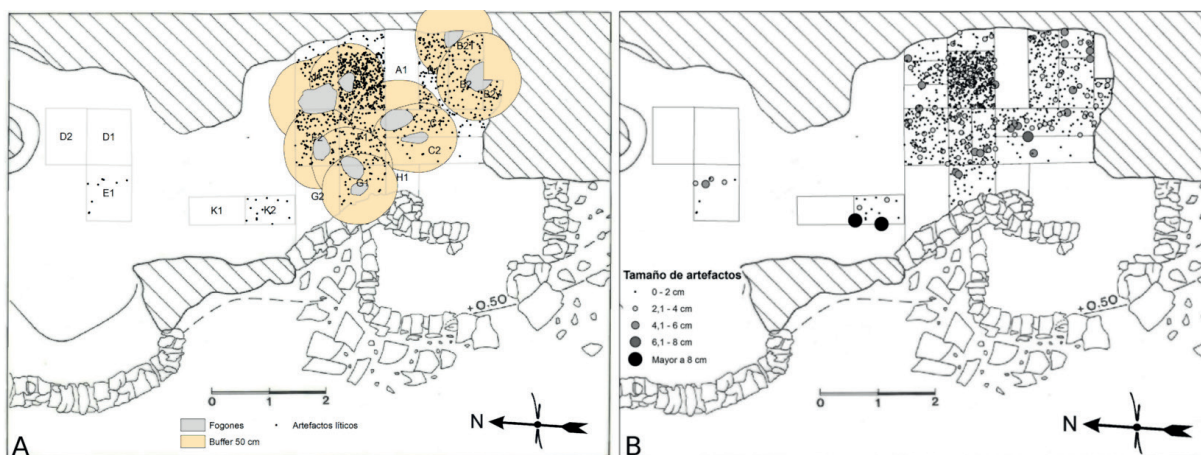 A1
B21
B2
D2
D1
C2
E1
H1
G1
G2
K1
K2
+0.50
0 1 2
N
Fogones
Artefactos líticos
Buffer 50 cm
A
Tamaño de artefactos
0 - 2 cm
2,1 - 4 cm
4,1 - 6 cm
6,1 - 8 cm
Mayor a 8 cm
+0.50
0 1 2
N
B